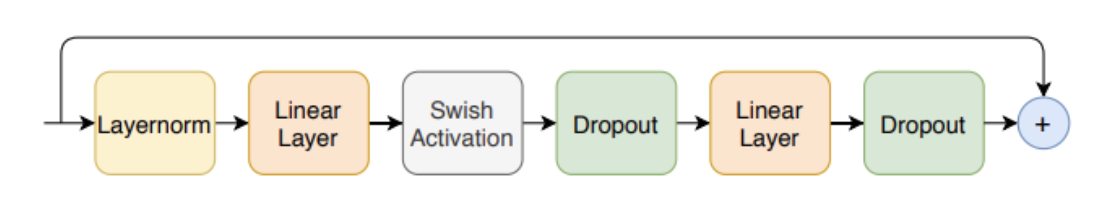 Layernorm
Linear
Layer
Swish
Activation
Dropout
Linear
Layer
Dropout
+